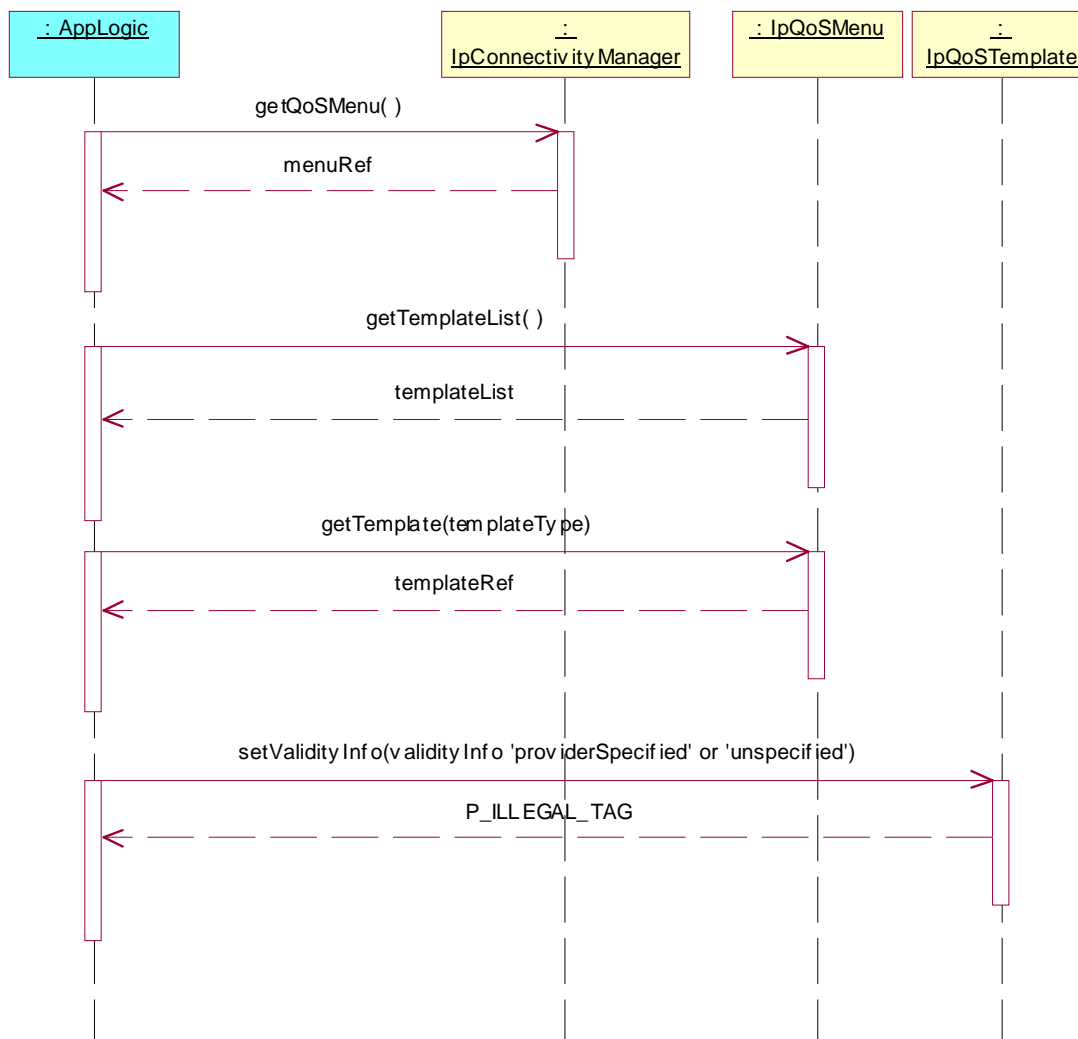 : AppLogic
:
IpConnectivityManager
: IpQoSMenu
:
IpQoSTemplate
getQoSMenu( )
menuRef
getTemplateList( )
templateList
getTemplate(templateType)
templateRef
setValidityInfo(validityInfo 'providerSpecified' or 'unspecified')
P_ILLEGAL_TAG